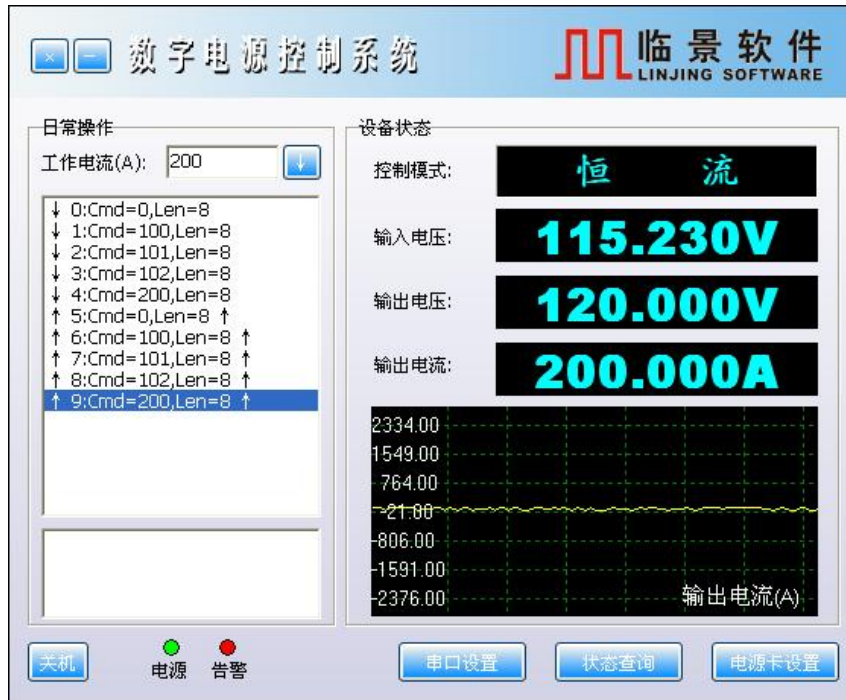 数字电源控制系统
临景软件
LINJING SOFTWARE
日常操作
工作电流(A): 200 ↓
↓ 0:Cmd=0,Len=8
↓ 1:Cmd=100,Len=8
↓ 2:Cmd=101,Len=8
↓ 3:Cmd=102,Len=8
↓ 4:Cmd=200,Len=8
↑ 5:Cmd=0,Len=8 ↑
↑ 6:Cmd=100,Len=8 ↑
↑ 7:Cmd=101,Len=8 ↑
↑ 8:Cmd=102,Len=8 ↑
↑ 9:Cmd=200,Len=8 ↑
设备状态
控制模式: 恒 流
输入电压: 115.230V
输出电压: 120.000V
输出电流: 200.000A
2334.00
1549.00
764.00
-21.00
-806.00
-1591.00
-2376.00
输出电流(A)
关机
电源
告警
串口设置
状态查询
电源卡设置